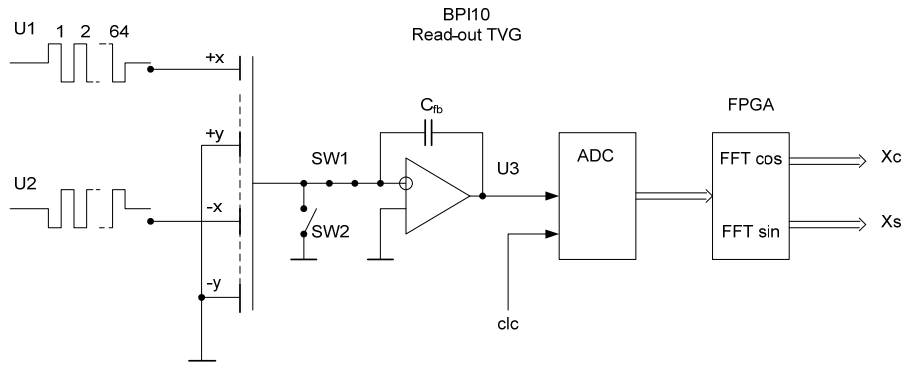 BPI10
Read-out TVG
U1 1 2 64
+x
C_fb
FPGA
+y
SW1
U3
ADC
FFT cos
Xc
U2
-x
SW2
FFT sin
Xs
-y
clc